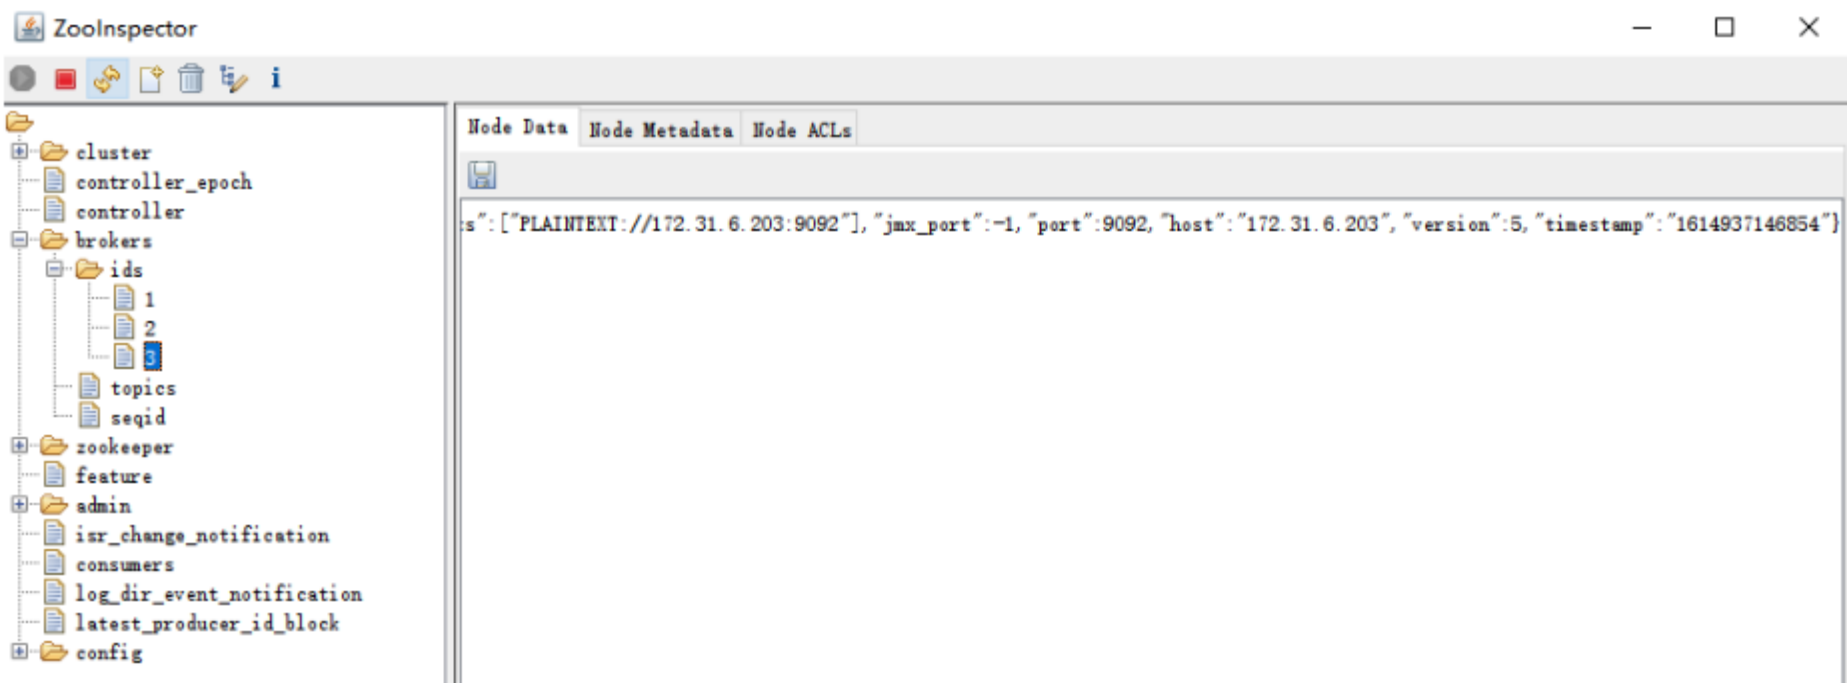 ZooInspector
cluster
controller_epoch
controller
brokers
ids
1
2
3
topics
seqid
zookeeper
feature
admin
isr_change_notification
consumers
log_dir_event_notification
latest_producer_id_block
config
Node Data Node Metadata Node ACLs
s":["PLAINTEXT://172.31.6.203:9092"],"jmx_port":-1,"port":9092,"host":"172.31.6.203","version":5,"timestamp":"1614937146854"}